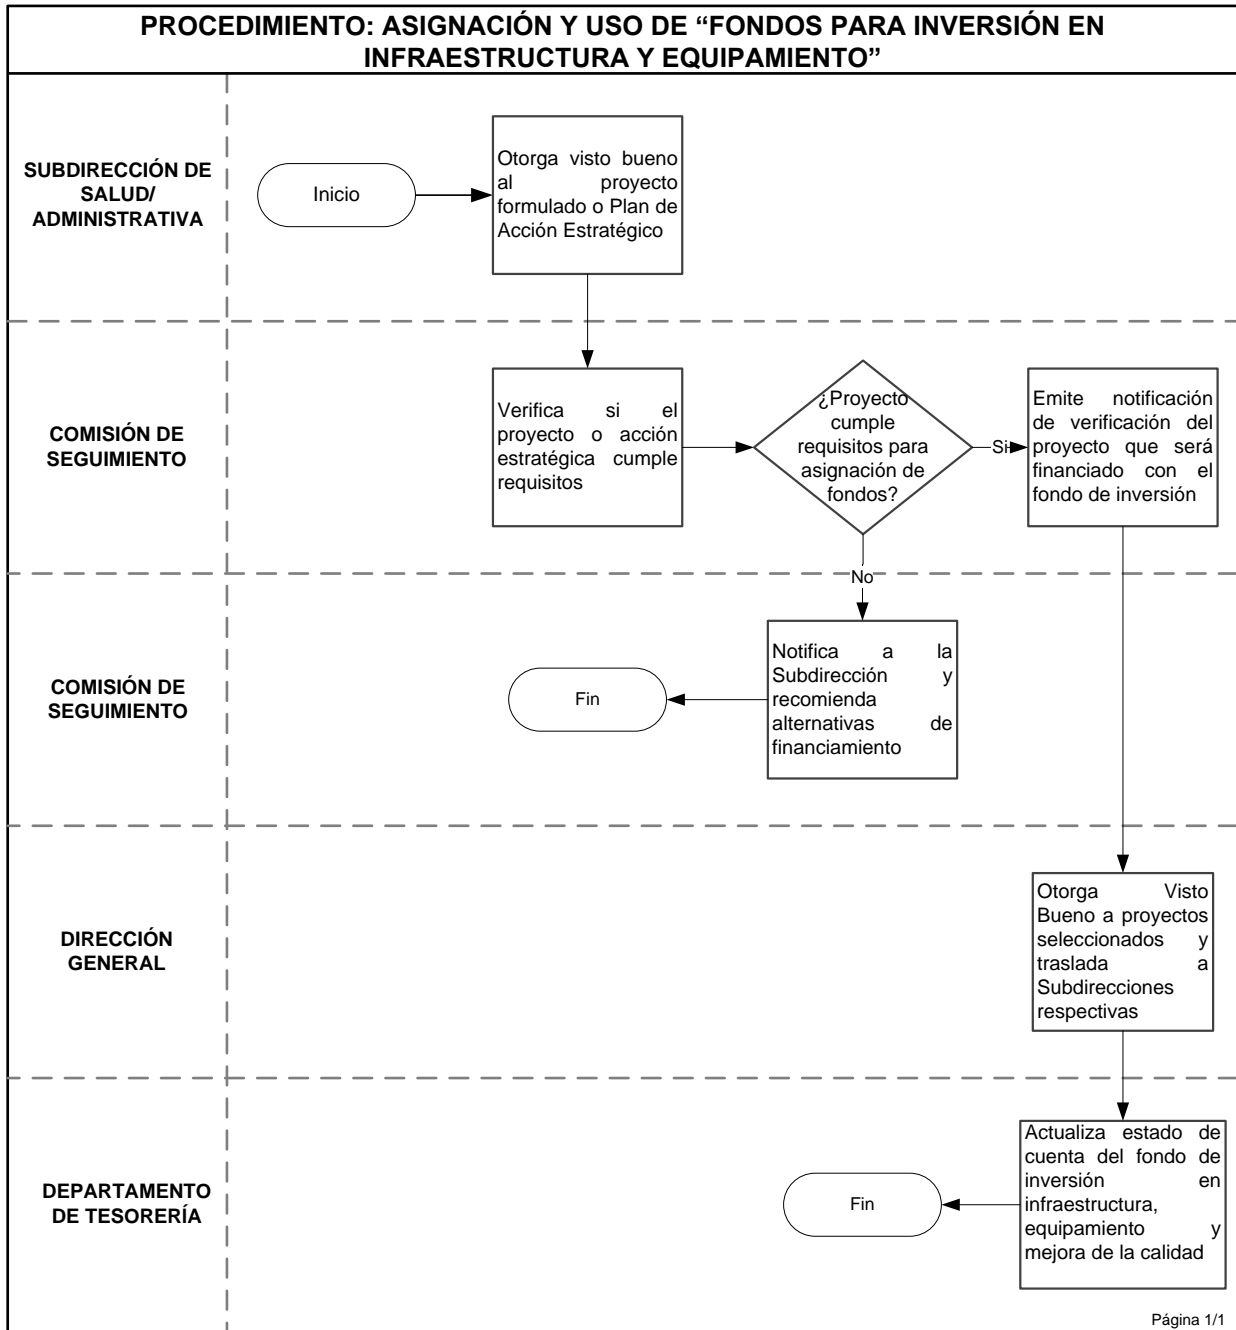 PROCEDIMIENTO: ASIGNACIÓN Y USO DE “FONDOS PARA INVERSIÓN EN
INFRAESTRUCTURA Y EQUIPAMIENTO”
SUBDIRECCIÓN DE
SALUD/
ADMINISTRATIVA
Inicio
Otorga visto bueno
al proyecto
formulado o Plan de
Acción Estratégico
COMISIÓN DE
SEGUIMIENTO
Verifica si el
proyecto o acción
estratégica cumple
requisitos
¿Proyecto
cumple
requisitos para
asignación de
fondos?
Si
Emite notificación
de verificación del
proyecto que será
financiado con el
fondo de inversión
No
COMISIÓN DE
SEGUIMIENTO
Fin
Notifica a la
Subdirección y
recomienda
alternativas de
financiamiento
DIRECCIÓN
GENERAL
Otorga Visto
Bueno a proyectos
seleccionados y
traslada a
Subdirecciones
respectivas
DEPARTAMENTO
DE TESORERÍA
Fin
Actualiza estado de
cuenta del fondo de
inversión en
infraestructura,
equipamiento y
mejora de la calidad
Página 1/1